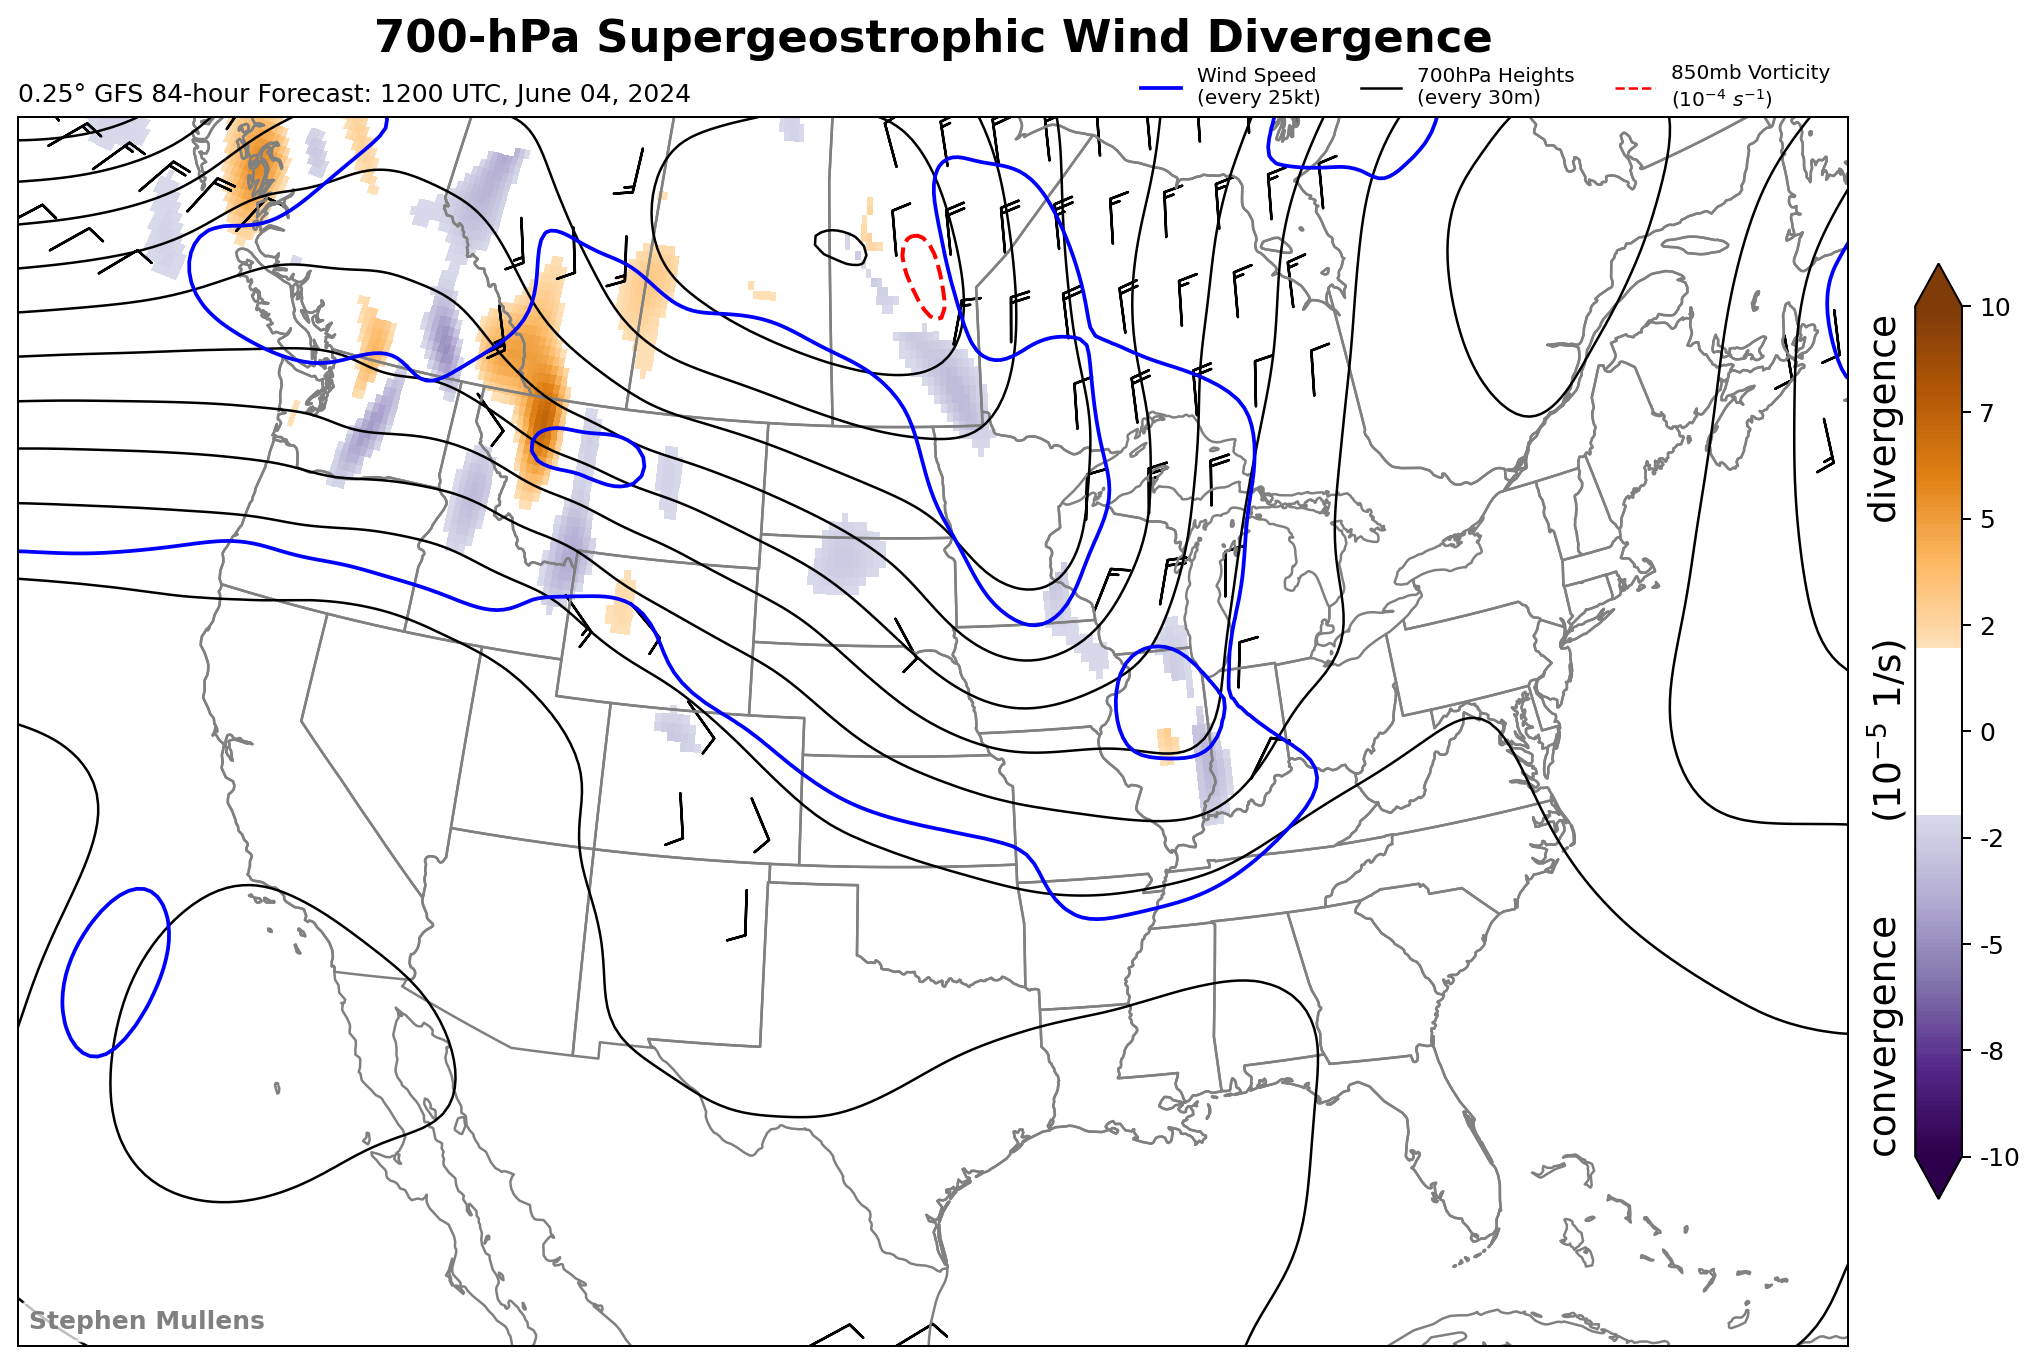 700-hPa Supergeostrophic Wind Divergence
0.25° GFS 84-hour Forecast: 1200 UTC, June 04, 2024
Wind Speed
(every 25kt)
700hPa Heights
(every 30m)
850mb Vorticity
(10⁻⁴ s⁻¹)
10
7
5
2
0
-2
-5
-8
-10
convergence (10⁻⁵ 1/s) divergence
Stephen Mullens